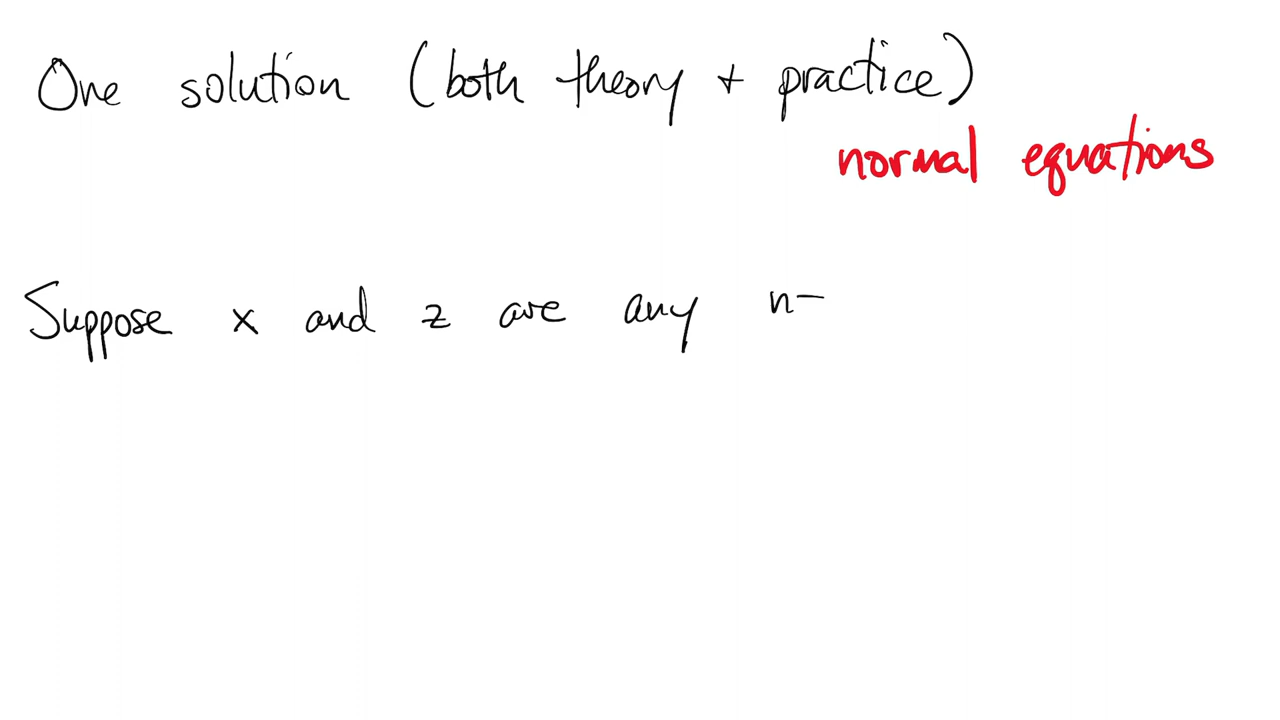 One solution (both theory + practice)
normal equations
Suppose x and z are any n-